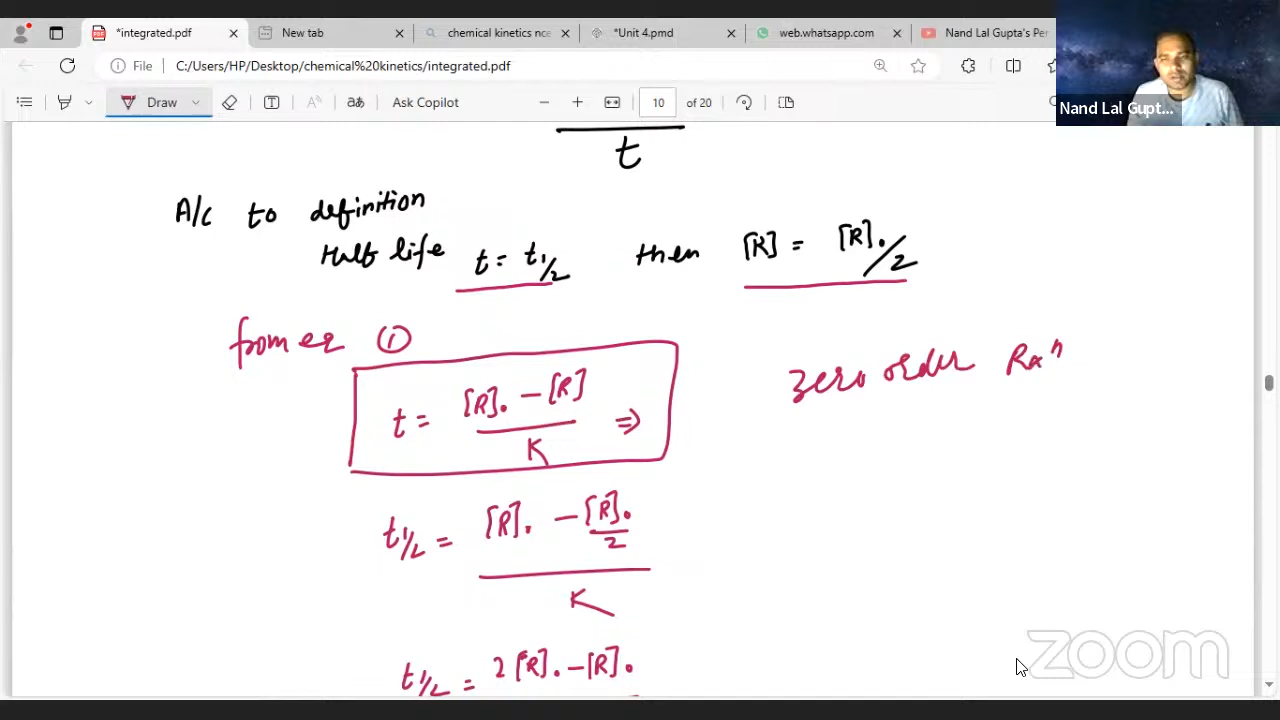 *integrated.pdf
New tab
chemical kinetics nce
*Unit 4.pmd
web.whatsapp.com
Nand Lal Gupta's Per
File C:/Users/HP/Desktop/chemical%20kinetics/integrated.pdf
Draw
Ask Copilot
10 of 20
Nand Lal Gupt...
t
A/c to definition
Half life t = t1/2 then [R] = [R]₀/2
from eq ①
zero order Rxⁿ
t = [R]₀ - [R] / K ⇒
t1/2 = [R]₀ - [R]₀/2 / K
t1/2 = 2[R]₀ - [R]₀
zoom